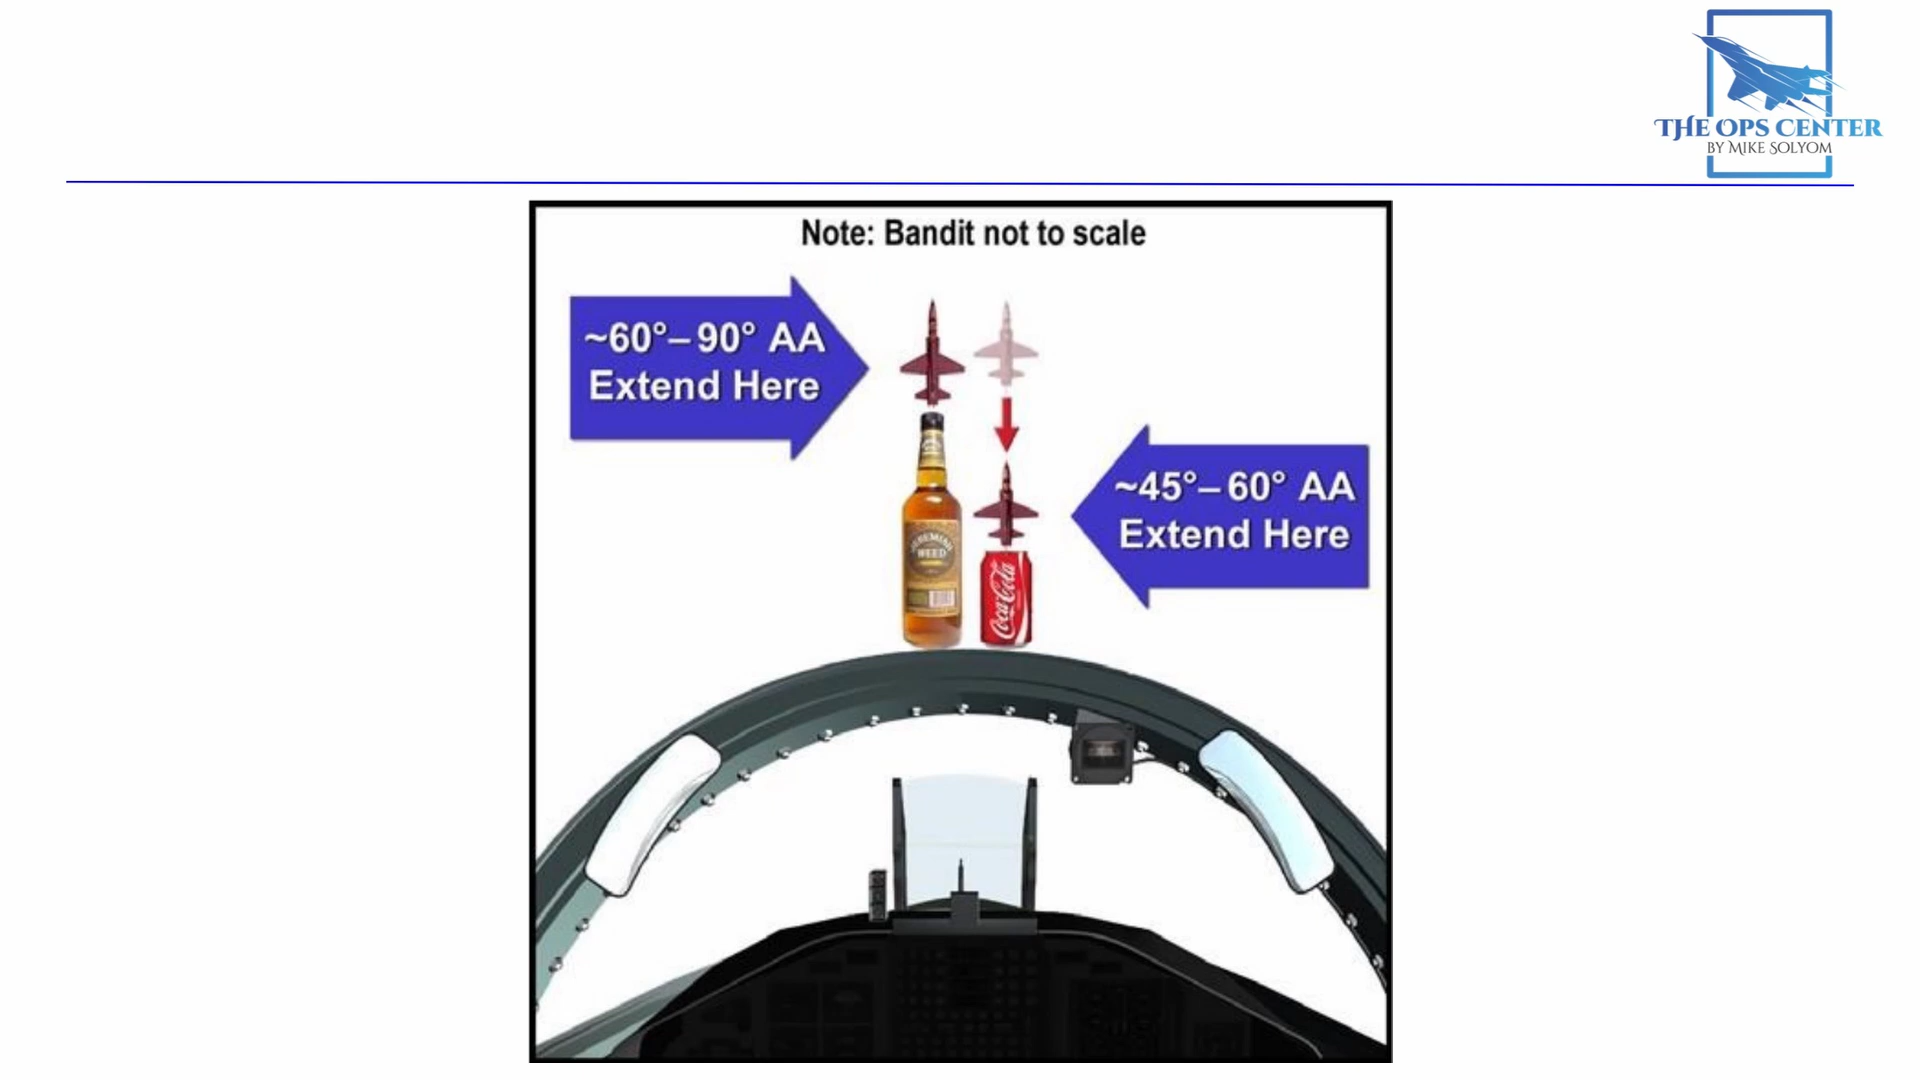 THE OPS CENTER
BY MIKE SOLYOM
Note: Bandit not to scale
~60°–90° AA
Extend Here
~45°–60° AA
Extend Here
JEREMIAH
WEED
Coca-Cola